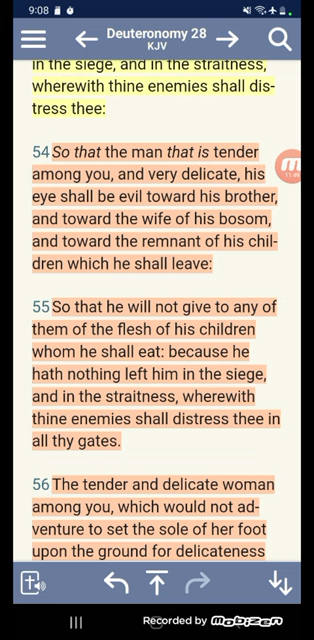 9:08
Deuteronomy 28
KJV
in the siege, and in the straitness,
wherewith thine enemies shall dis-
tress thee:
54 So that the man that is tender
among you, and very delicate, his
eye shall be evil toward his brother,
and toward the wife of his bosom,
and toward the remnant of his chil-
dren which he shall leave:
55 So that he will not give to any of
them of the flesh of his children
whom he shall eat: because he
hath nothing left him in the siege,
and in the straitness, wherewith
thine enemies shall distress thee in
all thy gates.
56 The tender and delicate woman
among you, which would not ad-
venture to set the sole of her foot
upon the ground for delicateness
Recorded by mobizen